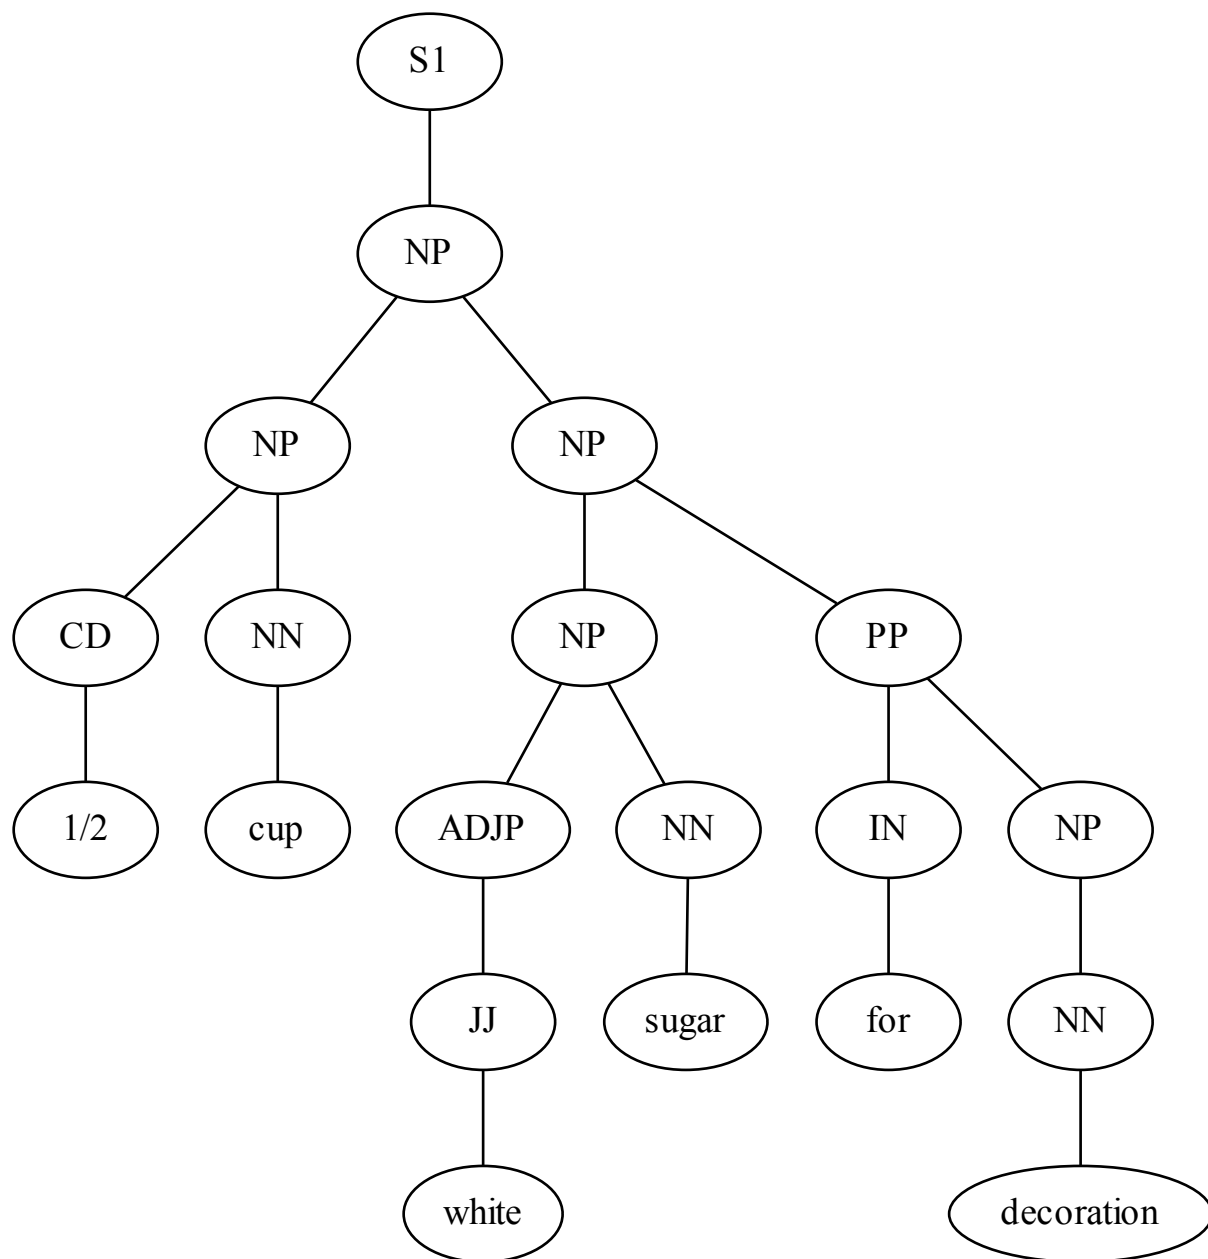 S1
NP
NP NP
CD NN NP PP
1/2 cup ADJP NN IN NP
JJ sugar for NN
white decoration